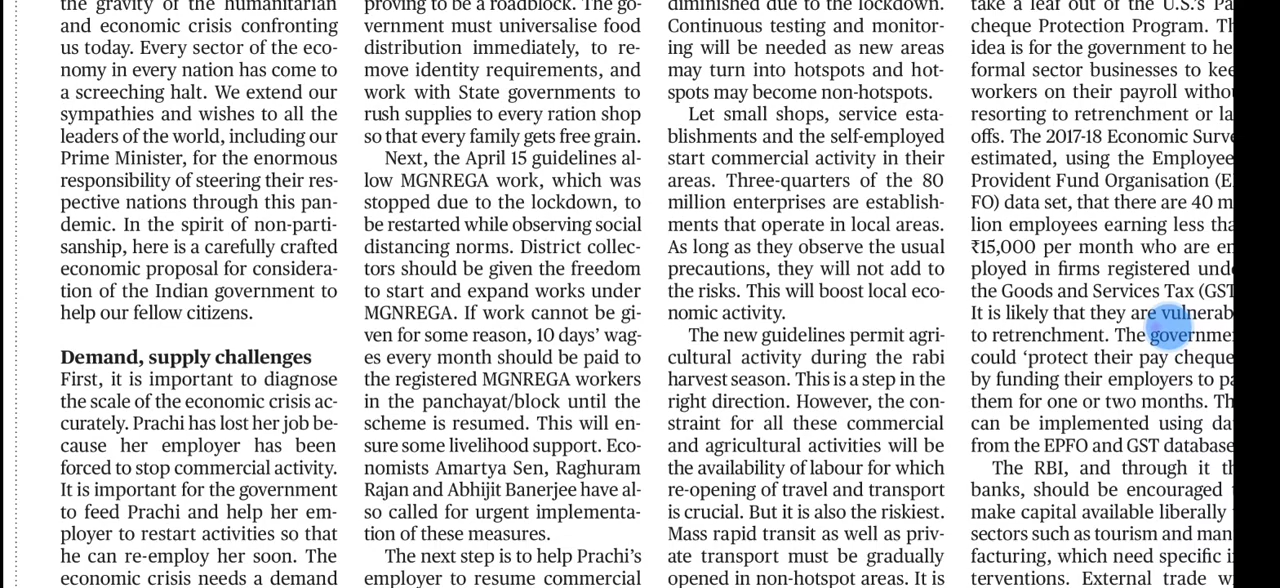 the gravity of the humanitarian
and economic crisis confronting
us today. Every sector of the eco-
nomy in every nation has come to
a screeching halt. We extend our
sympathies and wishes to all the
leaders of the world, including our
Prime Minister, for the enormous
responsibility of steering their res-
pective nations through this pan-
demic. In the spirit of non-parti-
sanship, here is a carefully crafted
economic proposal for considera-
tion of the Indian government to
help our fellow citizens.
Demand, supply challenges
First, it is important to diagnose
the scale of the economic crisis ac-
curately. Prachi has lost her job be-
cause her employer has been
forced to stop commercial activity.
It is important for the government
to feed Prachi and help her em-
ployer to restart activities so that
he can re-employ her soon. The
economic crisis needs a demand
proving to be a roadblock. The go-
vernment must universalise food
distribution immediately, to re-
move identity requirements, and
work with State governments to
rush supplies to every ration shop
so that every family gets free grain.
Next, the April 15 guidelines al-
low MGNREGA work, which was
stopped due to the lockdown, to
be restarted while observing social
distancing norms. District collec-
tors should be given the freedom
to start and expand works under
MGNREGA. If work cannot be gi-
ven for some reason, 10 days’ wag-
es every month should be paid to
the registered MGNREGA workers
in the panchayat/block until the
scheme is resumed. This will en-
sure some livelihood support. Eco-
nomists Amartya Sen, Raghuram
Rajan and Abhijit Banerjee have al-
so called for urgent implementa-
tion of these measures.
The next step is to help Prachi’s
employer to resume commercial
diminished due to the lockdown.
Continuous testing and monitor-
ing will be needed as new areas
may turn into hotspots and hot-
spots may become non-hotspots.
Let small shops, service esta-
blishments and the self-employed
start commercial activity in their
areas. Three-quarters of the 80
million enterprises are establish-
ments that operate in local areas.
As long as they observe the usual
precautions, they will not add to
the risks. This will boost local eco-
nomic activity.
The new guidelines permit agri-
cultural activity during the rabi
harvest season. This is a step in the
right direction. However, the con-
straint for all these commercial
and agricultural activities will be
the availability of labour for which
re-opening of travel and transport
is crucial. But it is also the riskiest.
Mass rapid transit as well as priv-
ate transport must be gradually
opened in non-hotspot areas. It is
take a leaf out of the U.S.’s Pa
cheque Protection Program. Th
idea is for the government to he
formal sector businesses to kee
workers on their payroll witho
resorting to retrenchment or la
offs. The 2017-18 Economic Surve
estimated, using the Employee
Provident Fund Organisation (E
FO) data set, that there are 40 m
lion employees earning less tha
₹15,000 per month who are em
ployed in firms registered unde
the Goods and Services Tax (GST
It is likely that they are vulnerab
to retrenchment. The governme
could ‘protect their pay cheque
by funding their employers to pa
them for one or two months. Th
can be implemented using da
from the EPFO and GST database
The RBI, and through it th
banks, should be encouraged
make capital available liberally
sectors such as tourism and man
facturing, which need specific i
terventions. External trade w